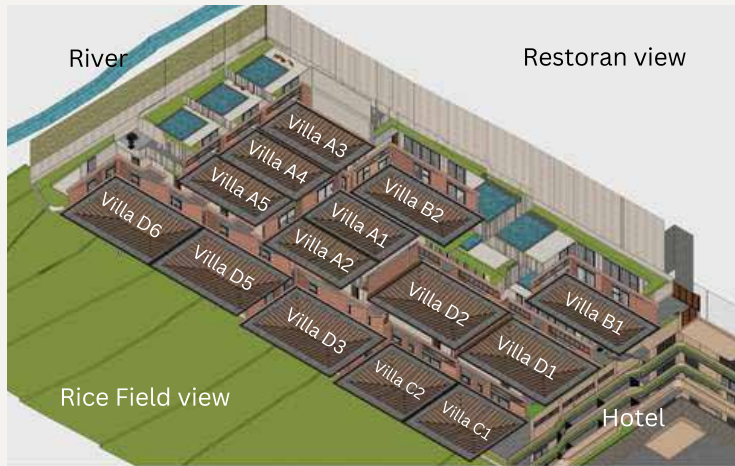 River
Restoran view
Villa A3
Villa A4
Villa A5
Villa B2
Villa A1
Villa A2
Villa D6
Villa D5
Villa D2
Villa B1
Villa D3
Villa D1
Villa C2
Villa C1
Rice Field view
Hotel